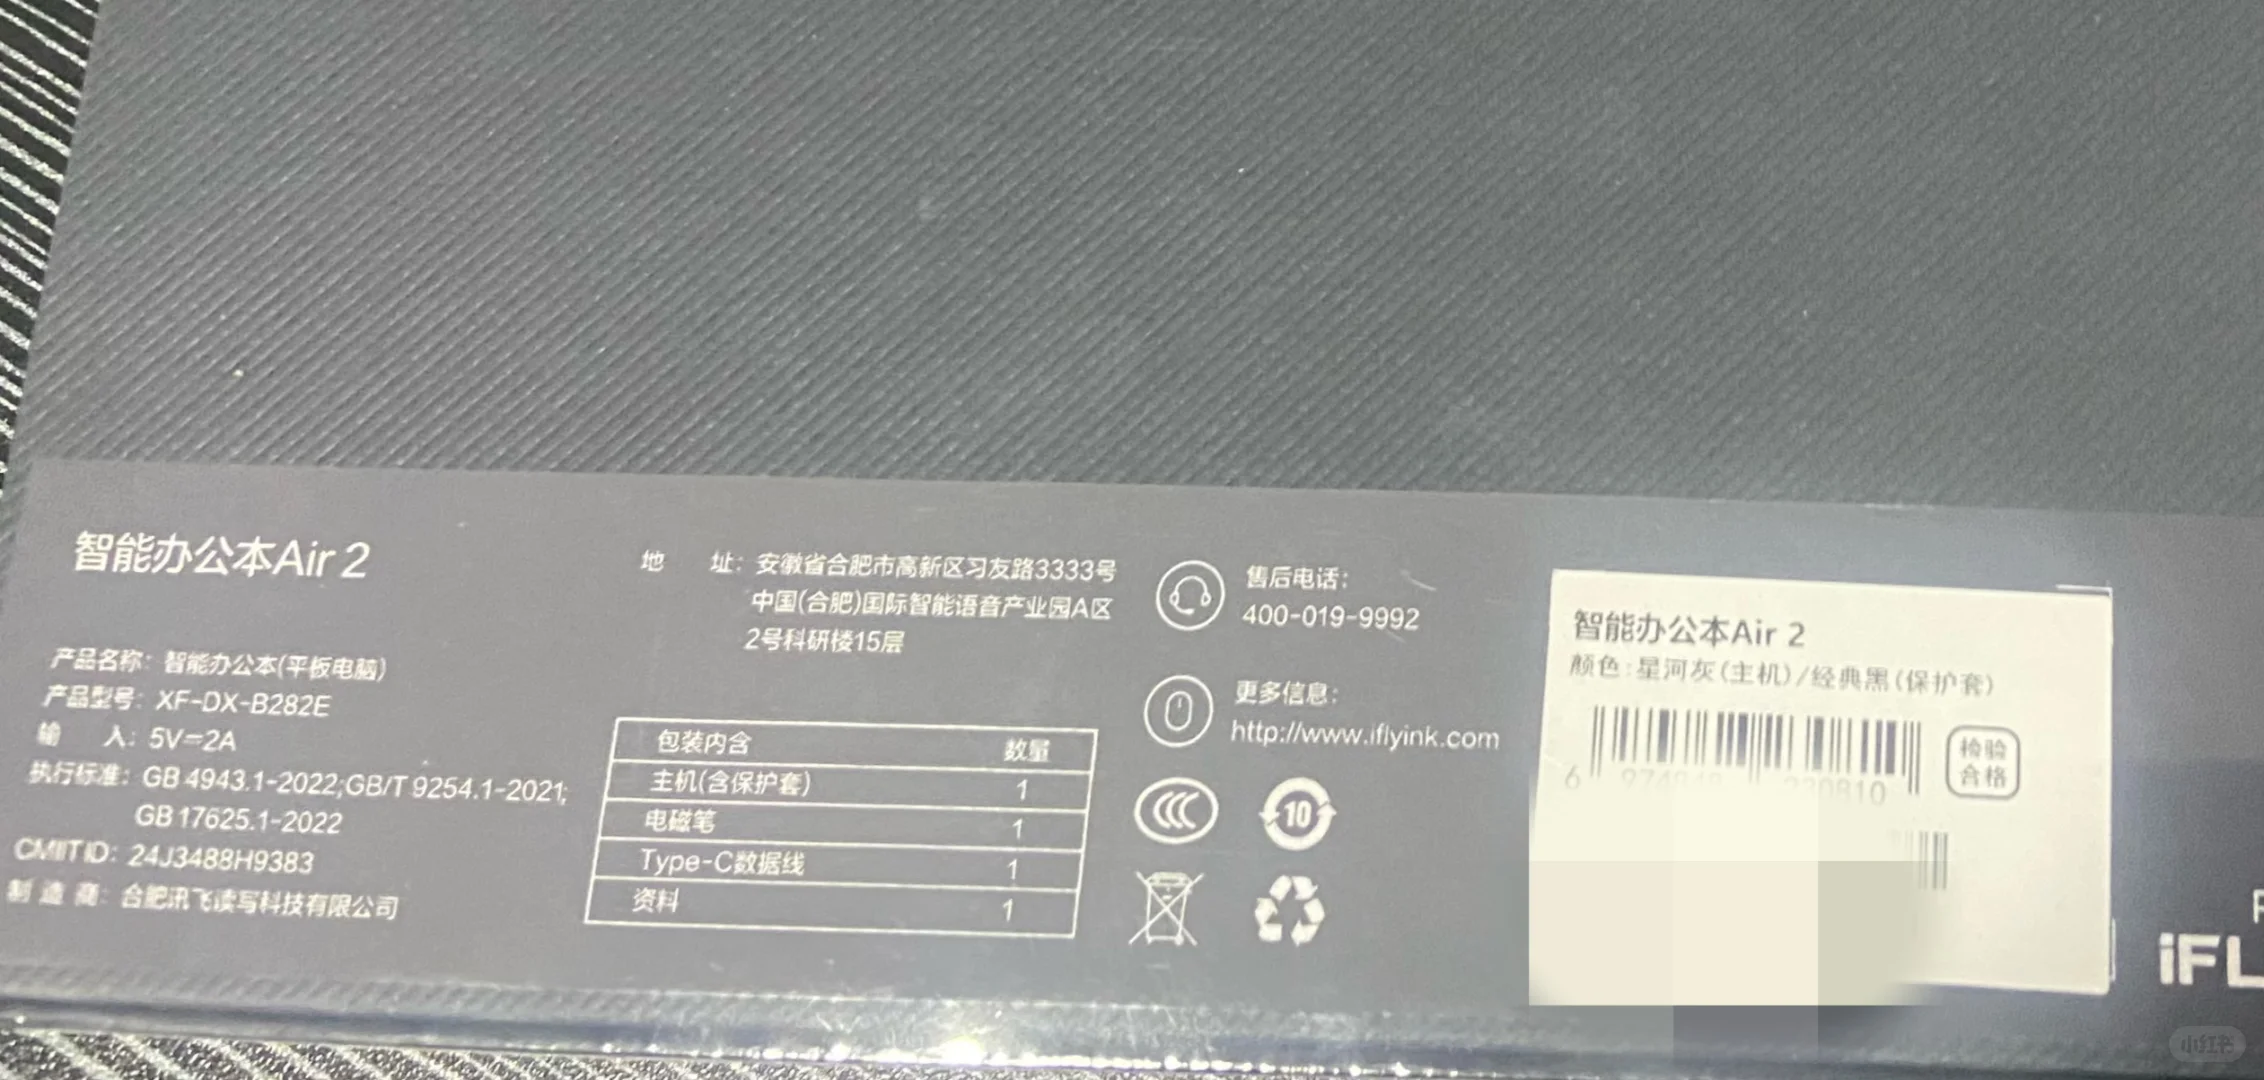 智能办公本Air 2
产品名称：智能办公本(平板电脑)
产品型号：XF-DX-B282E
输 入：5V⎓2A
执行标准：GB 4943.1-2022;GB/T 9254.1-2021;
GB 17625.1-2022
CMIIT ID：24J3488H9383
制 造 商：合肥讯飞读写科技有限公司
地 址：安徽省合肥市高新区习友路3333号
中国(合肥)国际智能语音产业园A区
2号科研楼15层
包装内含 数量
主机(含保护套) 1
电磁笔 1
Type-C数据线 1
资料 1
售后电话：
400-019-9992
更多信息：
http://www.iflyink.com
10
智能办公本Air 2
颜色:星河灰(主机)/经典黑(保护套)
检验
合格
iFL
小红书